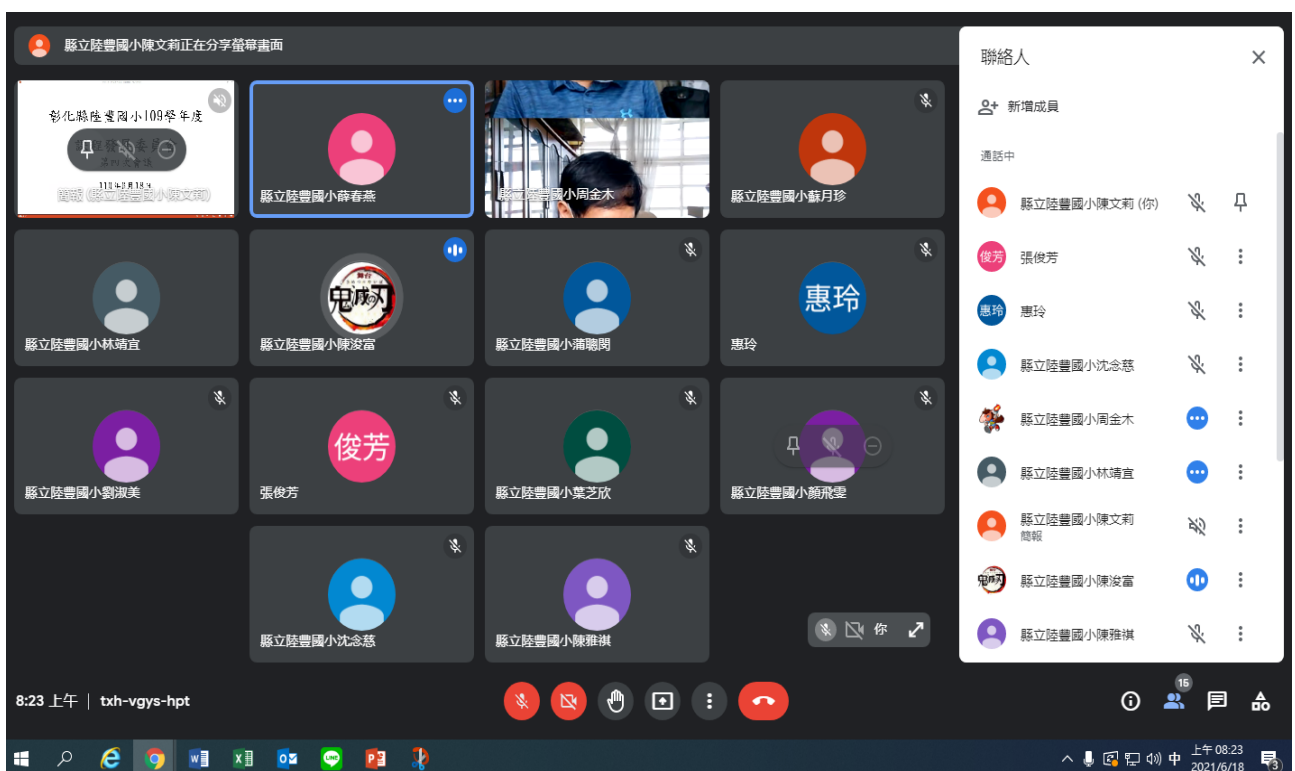 縣立陸豐國小陳文莉正在分享螢幕畫面
彰化縣陸豐國小109學年度
簡報 (縣立陸豐國小陳文莉)
縣立陸豐國小薛春燕
縣立陸豐國小周金木
縣立陸豐國小蘇月珍
縣立陸豐國小林靖宜
鬼滅の刃
縣立陸豐國小陳浚富
縣立陸豐國小蒲聰閔
惠玲
惠玲
縣立陸豐國小劉淑美
俊芳
張俊芳
縣立陸豐國小葉芝欣
縣立陸豐國小顏飛雯
縣立陸豐國小沈念慈
縣立陸豐國小陳雅祺
你
聯絡人
新增成員
通話中
縣立陸豐國小陳文莉 (你)
俊芳
張俊芳
惠玲
惠玲
縣立陸豐國小沈念慈
縣立陸豐國小周金木
縣立陸豐國小林靖宜
縣立陸豐國小陳文莉
簡報
縣立陸豐國小陳浚富
縣立陸豐國小陳雅祺
8:23 上午 | txh-vgys-hpt
15
中
上午 08:23
2021/6/18
3